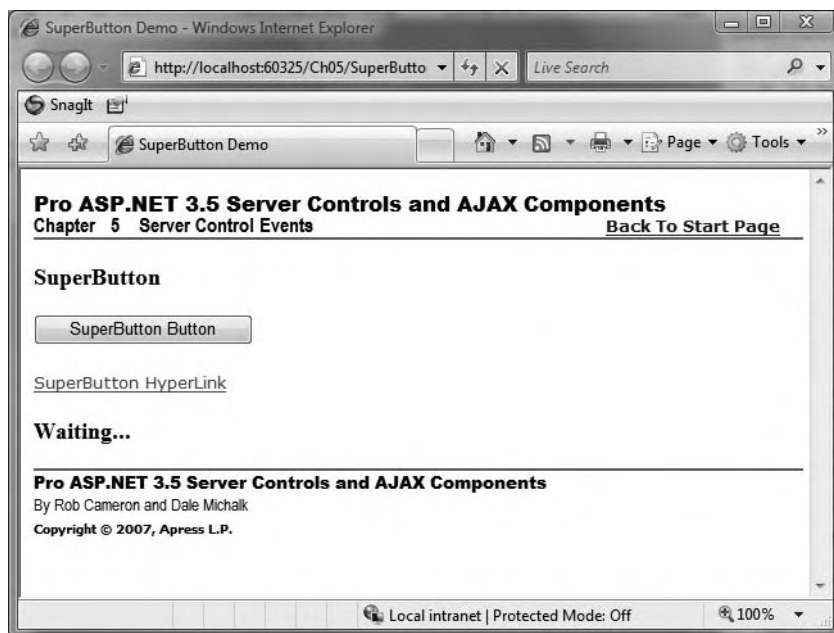 SuperButton Demo - Windows Internet Explorer
http://localhost:60325/Ch05/SuperButto
Live Search
SnagIt
SuperButton Demo
Page
Tools
Pro ASP.NET 3.5 Server Controls and AJAX Components
Chapter 5 Server Control Events
Back To Start Page
SuperButton
SuperButton Button
SuperButton HyperLink
Waiting...
Pro ASP.NET 3.5 Server Controls and AJAX Components
By Rob Cameron and Dale Michalk
Copyright © 2007, Apress L.P.
Local intranet | Protected Mode: Off
100%